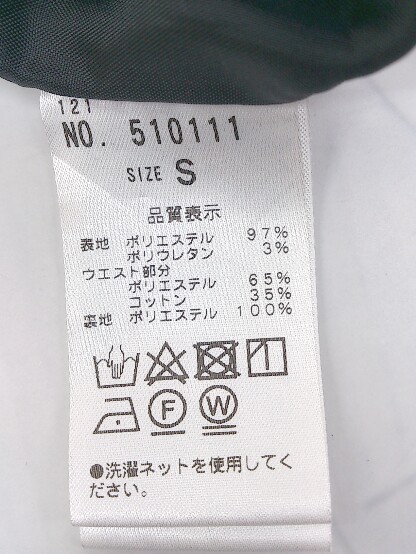 121
NO. 510111
SIZE S
品質表示
表地 ポリエステル 97%
ポリウレタン 3%
ウエスト部分
ポリエステル 65%
コットン 35%
裏地 ポリエステル 100%
F W
●洗濯ネットを使用してく
ださい。